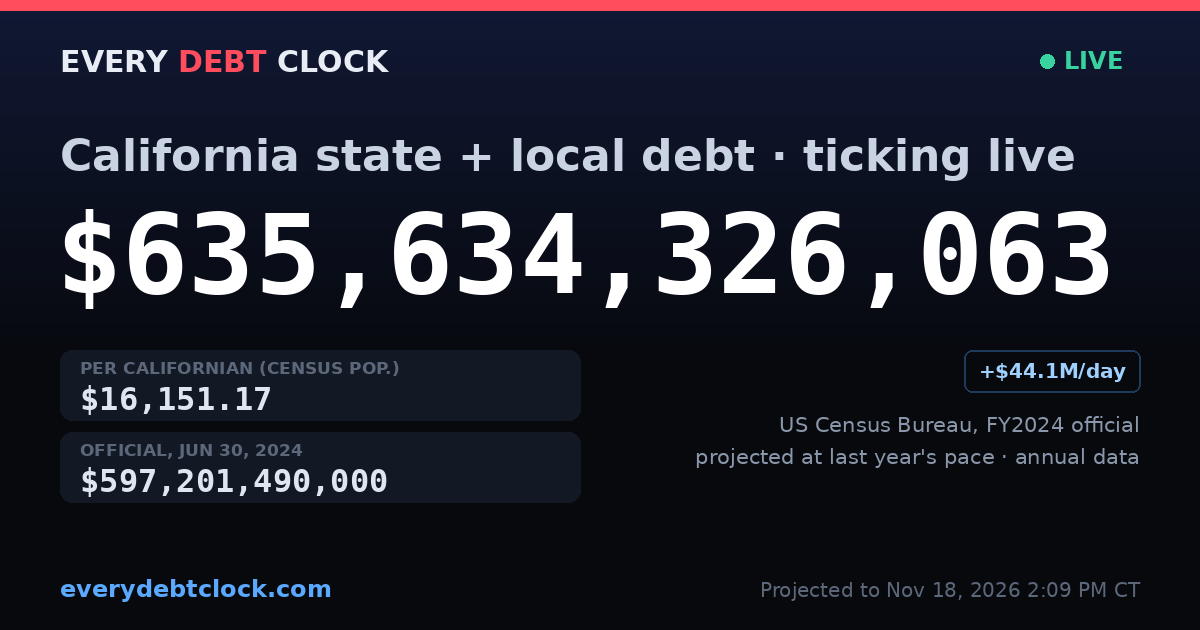 EVERY DEBT CLOCK
LIVE
California state + local debt · ticking live
$635,634,326,063
PER CALIFORNIAN (CENSUS POP.)
$16,151.17
OFFICIAL, JUN 30, 2024
$597,201,490,000
+$44.1M/day
US Census Bureau, FY2024 official
projected at last year's pace · annual data
everydebtclock.com
Projected to Nov 18, 2026 2:09 PM CT